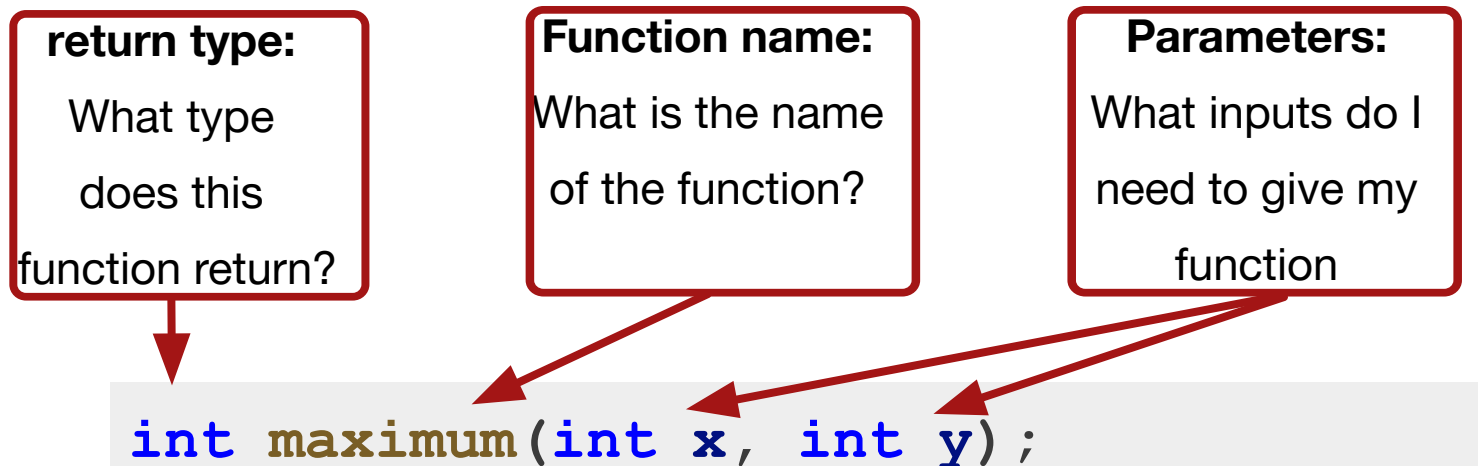 return type:
What type
does this
function return?
Function name:
What is the name
of the function?
Parameters:
What inputs do I
need to give my
function
int maximum(int x, int y);